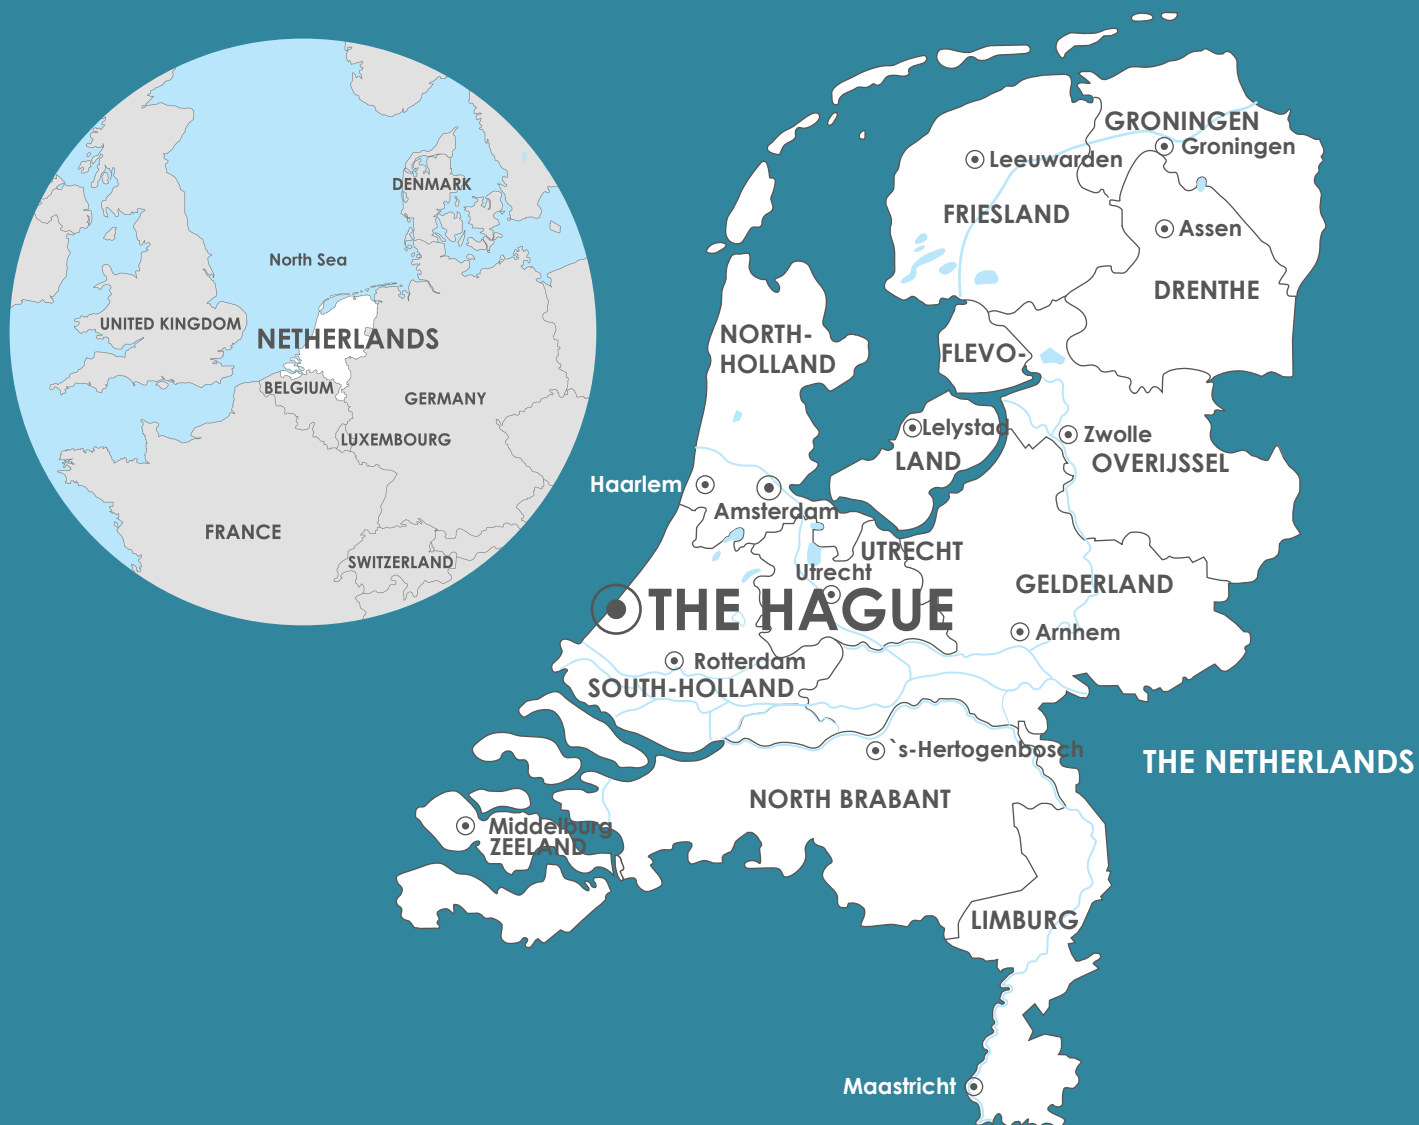 DENMARK
North Sea
UNITED KINGDOM
NETHERLANDS
BELGIUM
GERMANY
LUXEMBOURG
FRANCE
SWITZERLAND
GRONINGEN
Groningen
Leeuwarden
FRIESLAND
Assen
DRENTHE
NORTH-
HOLLAND
FLEVO-
Lelystad
LAND
Zwolle
OVERIJSSEL
Haarlem
Amsterdam
UTRECHT
Utrecht
GELDERLAND
THE HAGUE
Arnhem
Rotterdam
SOUTH-HOLLAND
`s-Hertogenbosch
THE NETHERLANDS
NORTH BRABANT
Middelburg
ZEELAND
LIMBURG
Maastricht